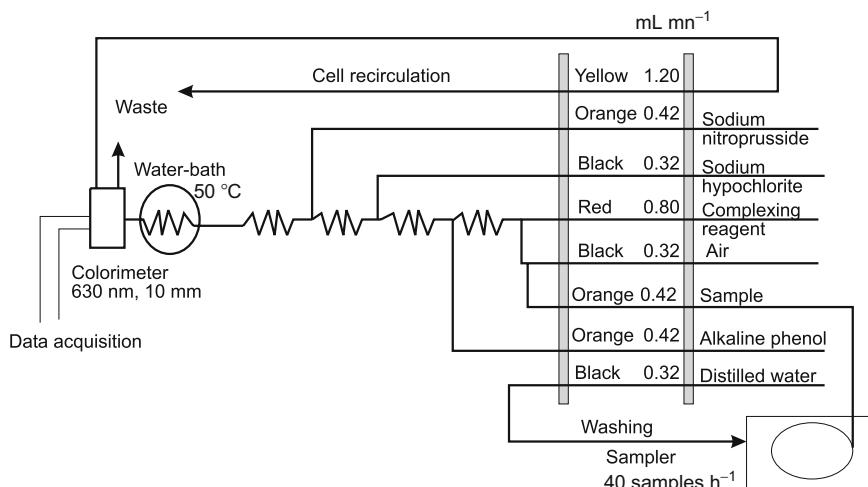 mL mn⁻¹
Cell recirculation
Yellow 1.20
Waste
Orange 0.42 Sodium
nitroprusside
Water-bath
50 °C
Black 0.32 Sodium
hypochlorite
Red 0.80 Complexing
reagent
Black 0.32 Air
Colorimeter
630 nm, 10 mm
Orange 0.42 Sample
Data acquisition
Orange 0.42 Alkaline phenol
Black 0.32 Distilled water
Washing
Sampler
40 samples h⁻¹